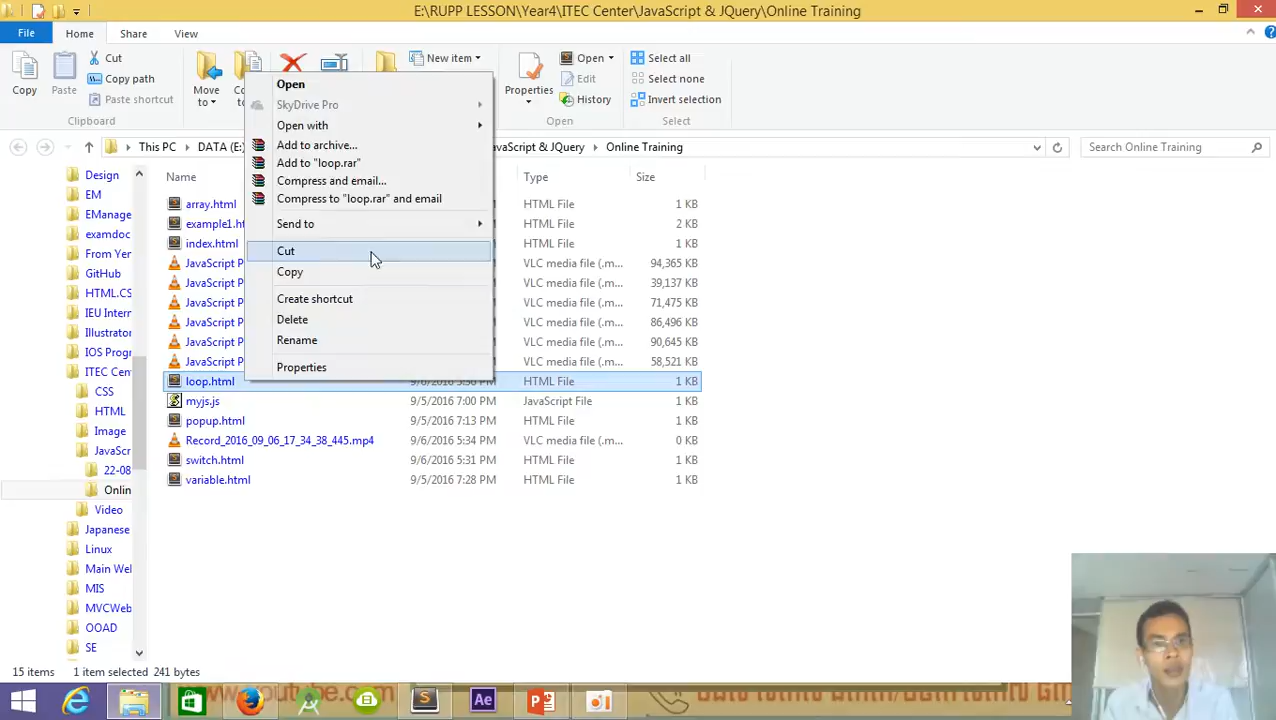 E:\RUPP LESSON\Year4\ITEC Center\JavaScript & JQuery\Online Training
File Home Share View
Cut
Copy path
Paste shortcut
Copy Paste
Clipboard
Move to
New item
Properties
Open
Edit
History
Open
Select all
Select none
Invert selection
Select
This PC DATA (E: avaScript & JQuery Online Training
Search Online Training
Open
SkyDrive Pro
Open with
Add to archive...
Add to "loop.rar"
Compress and email...
Compress to "loop.rar" and email
Send to
Cut
Copy
Create shortcut
Delete
Rename
Properties
Design
EM
EManage
examdoc
From Yer
GitHub
HTML.CS
IEU Intern
Illustrator
IOS Progr
ITEC Cen
CSS
HTML
Image
JavaScr
22-08
Onlin
Video
Japanese
Linux
Main Web
MIS
MVCWeb
OOAD
SE
Name Type Size
array.html HTML File 1 KB
example1.ht HTML File 2 KB
index.html HTML File 1 KB
JavaScript P VLC media file (.m... 94,365 KB
JavaScript P VLC media file (.m... 39,137 KB
JavaScript P VLC media file (.m... 71,475 KB
JavaScript P VLC media file (.m... 86,496 KB
JavaScript P VLC media file (.m... 90,645 KB
JavaScript P VLC media file (.m... 58,521 KB
loop.html 9/6/2016 5:36 PM HTML File 1 KB
myjs.js 9/5/2016 7:00 PM JavaScript File 1 KB
popup.html 9/5/2016 7:13 PM HTML File 1 KB
Record_2016_09_06_17_34_38_445.mp4 9/6/2016 5:34 PM VLC media file (.m... 0 KB
switch.html 9/6/2016 5:31 PM HTML File 1 KB
variable.html 9/5/2016 7:28 PM HTML File 1 KB
15 items 1 item selected 241 bytes
www.youtube.com